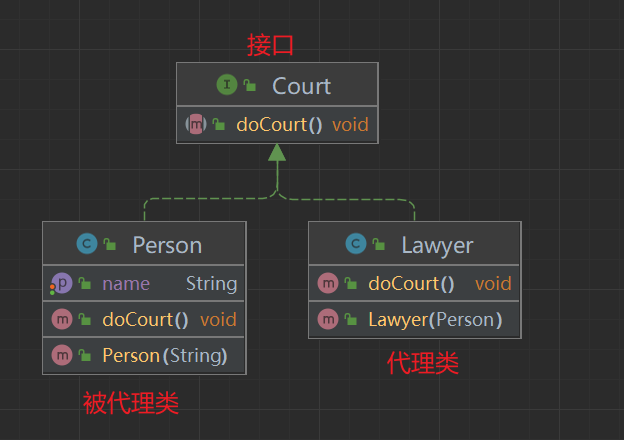 接口
I Court
m doCourt() void
C Person
p name String
m doCourt() void
m Person(String)
被代理类
C Lawyer
m doCourt() void
m Lawyer(Person)
代理类